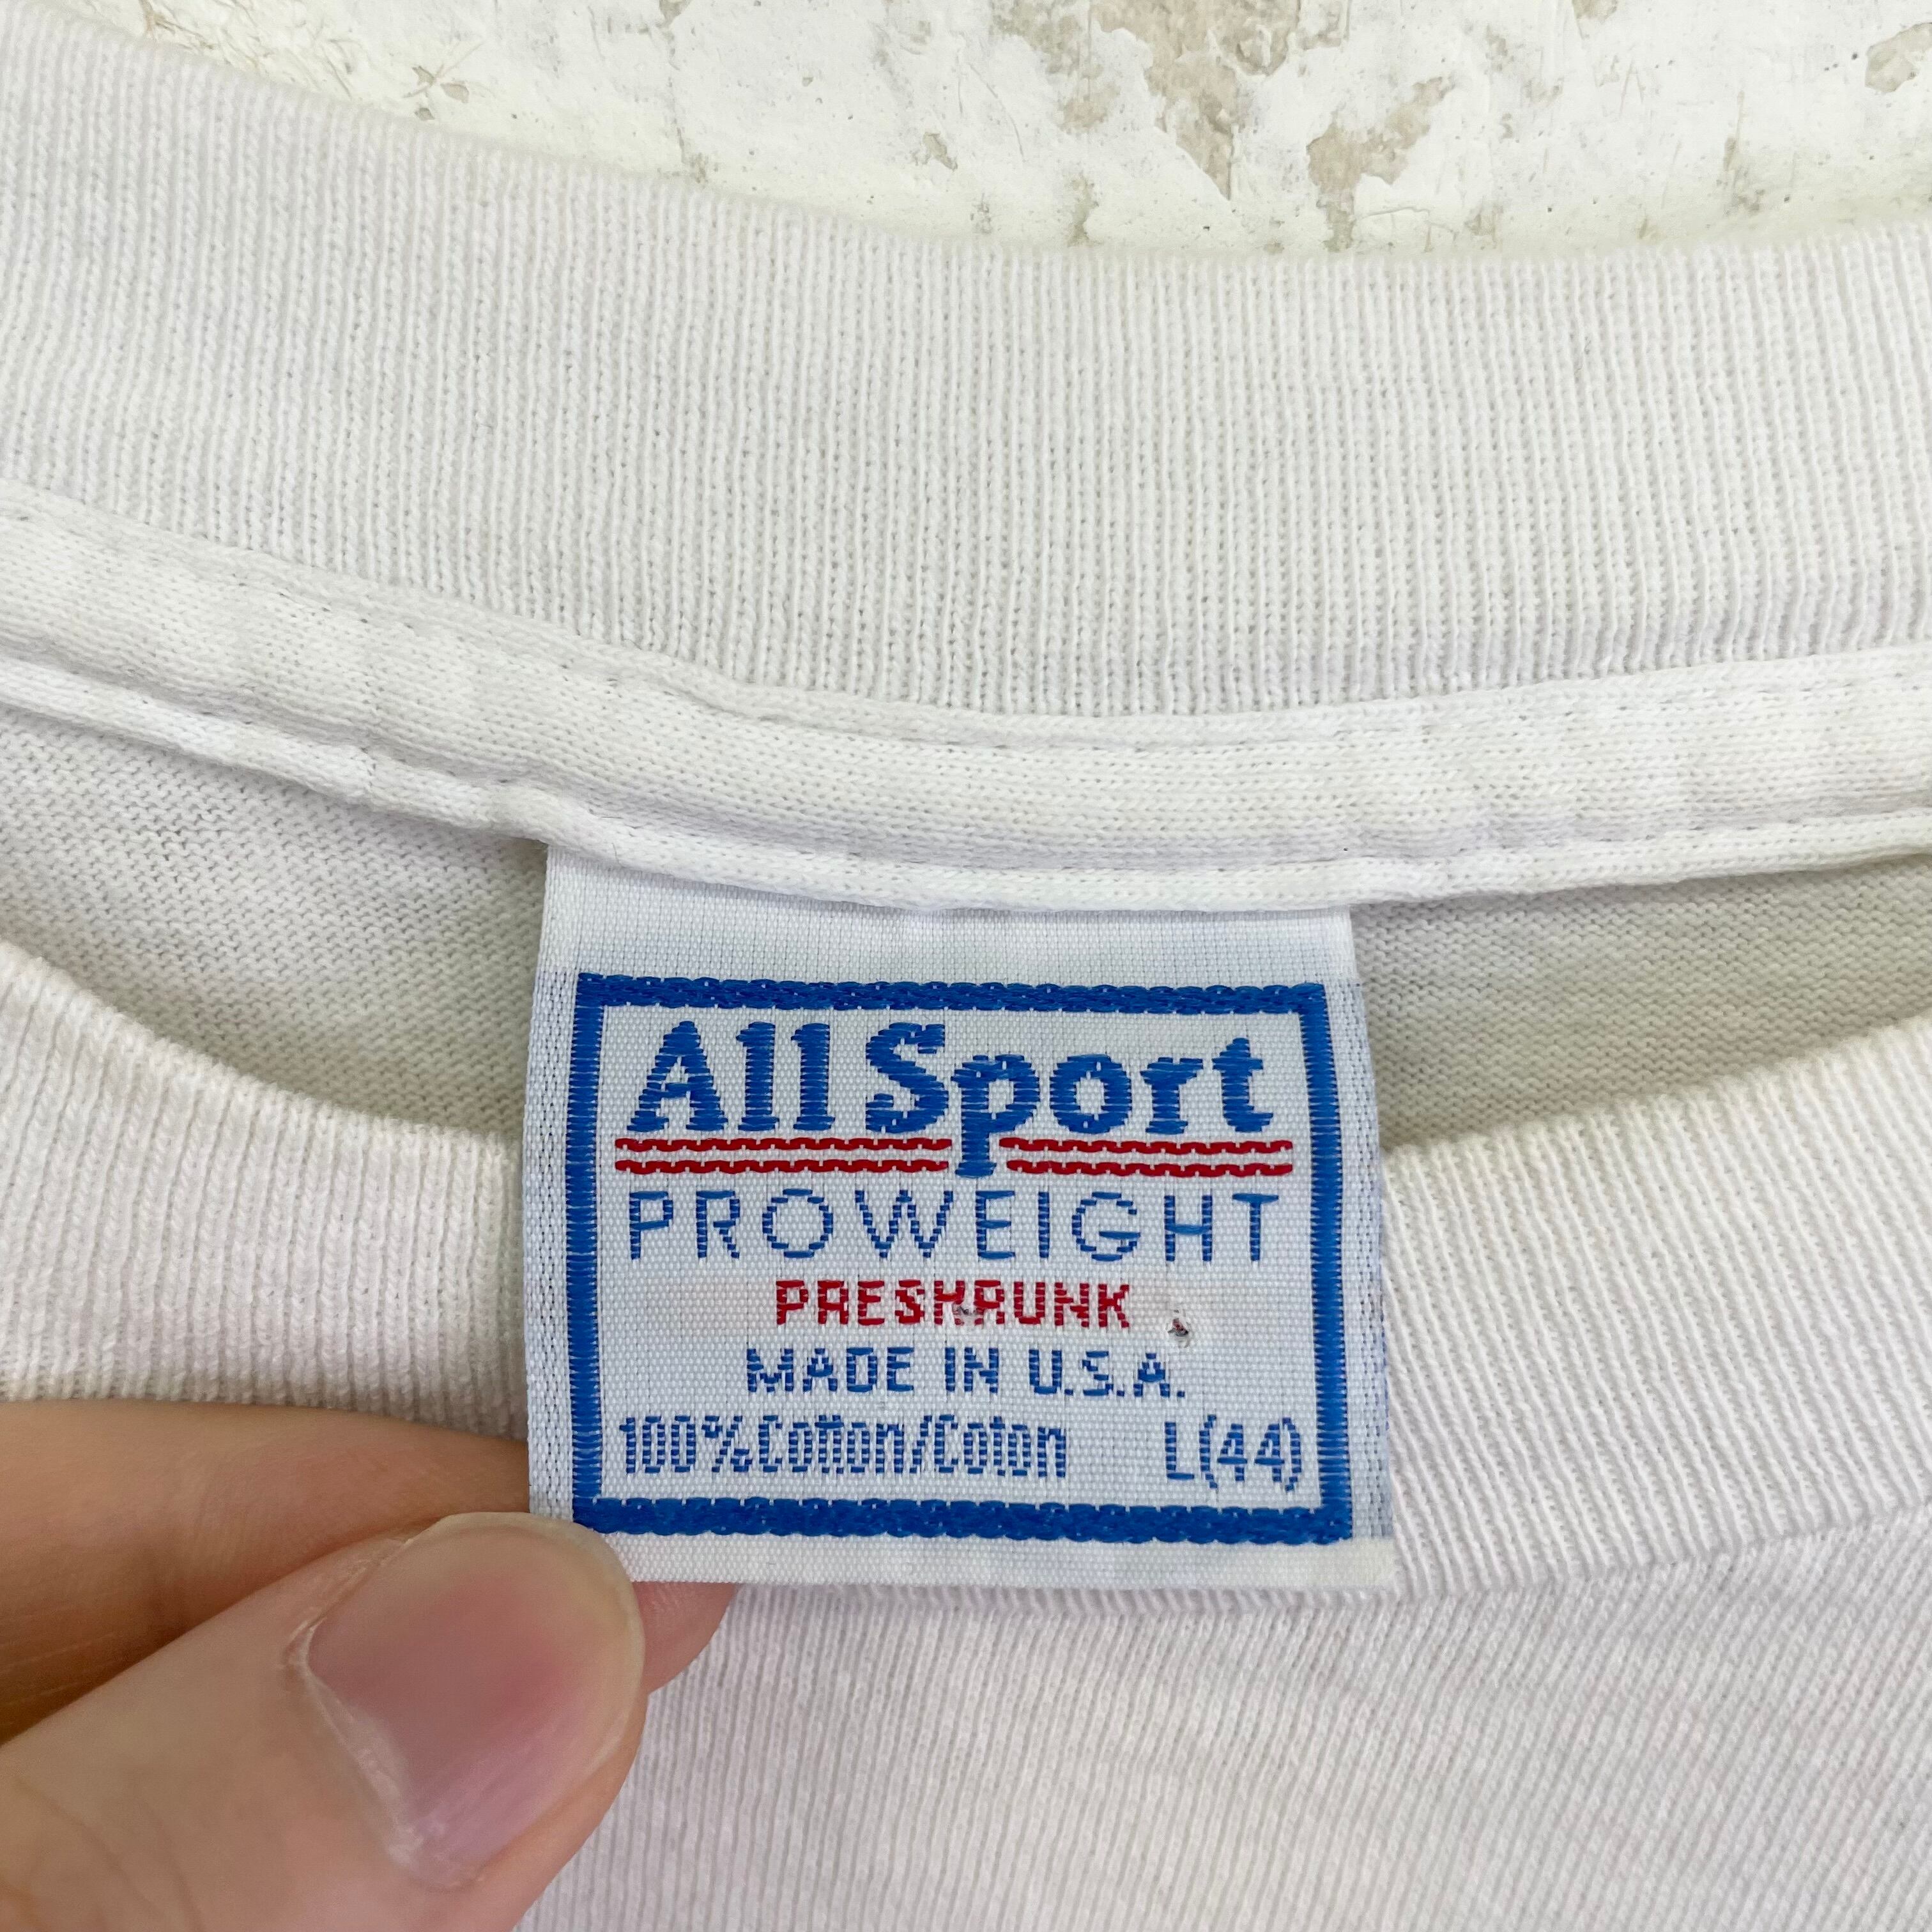 All Sport
PROWEIGHT
PRESHRUNK
MADE IN U.S.A.
100% Cotton/Coton L(44)